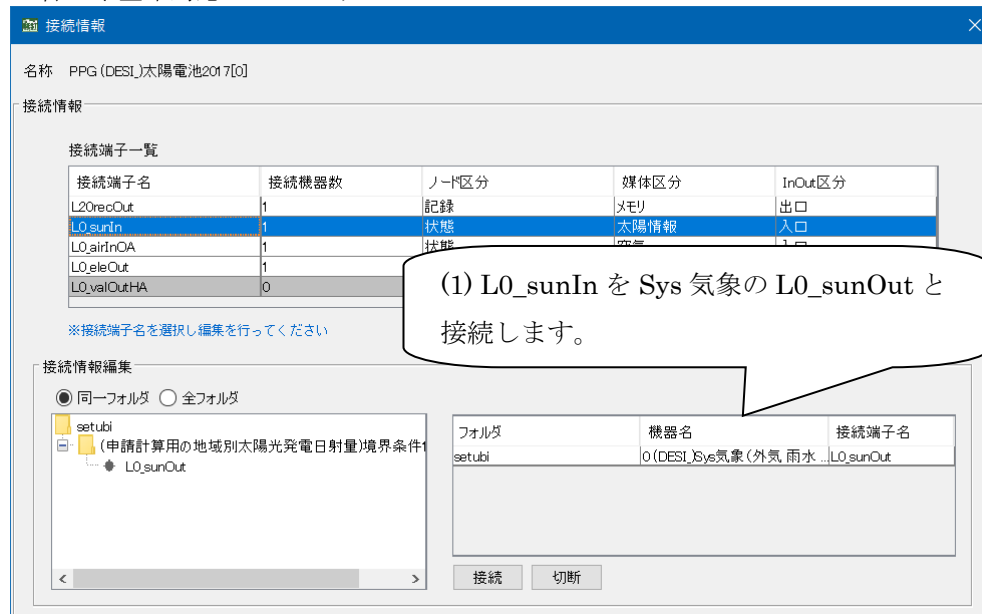 接続情報
名称 PPG (DESI_)太陽電池2017[0]
接続情報
接続端子一覧
接続端子名 接続機器数 ノード区分 媒体区分 InOut区分
L20recOut 1 記録 メモリ 出口
L0_sunIn 1 状態 太陽情報 入口
L0_airInOA 1
L0_eleOut 1
L0_valOutHA 0
(1) L0_sunIn を Sys 気象の L0_sunOut と
接続します。
※接続端子名を選択し編集を行ってください
接続情報編集
同一フォルダ 全フォルダ
setubi
(申請計算用の地域別太陽光発電日射量)境界条件
L0_sunOut
フォルダ 機器名 接続端子名
setubi 0 (DESI_)Sys気象(外気 雨水 ... L0_sunOut
接続 切断